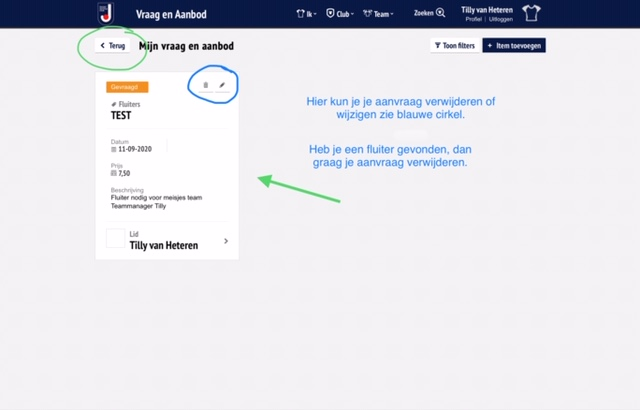 Vraag en Aanbod
Ik
Club
Team
Zoeken
Tilly van Heteren
Profiel | Uitloggen
Terug
Mijn vraag en aanbod
Toon filters
+ Item toevoegen
Gevraagd
Fluiters
TEST
Datum
11-09-2020
Prijs
7,50
Beschrijving
Fluiter nodig voor meisjes team
Teammanager Tilly
Lid
Tilly van Heteren
Hier kun je je aanvraag verwijderen of
wijzigen zie blauwe cirkel.
Heb je een fluiter gevonden, dan
graag je aanvraag verwijderen.